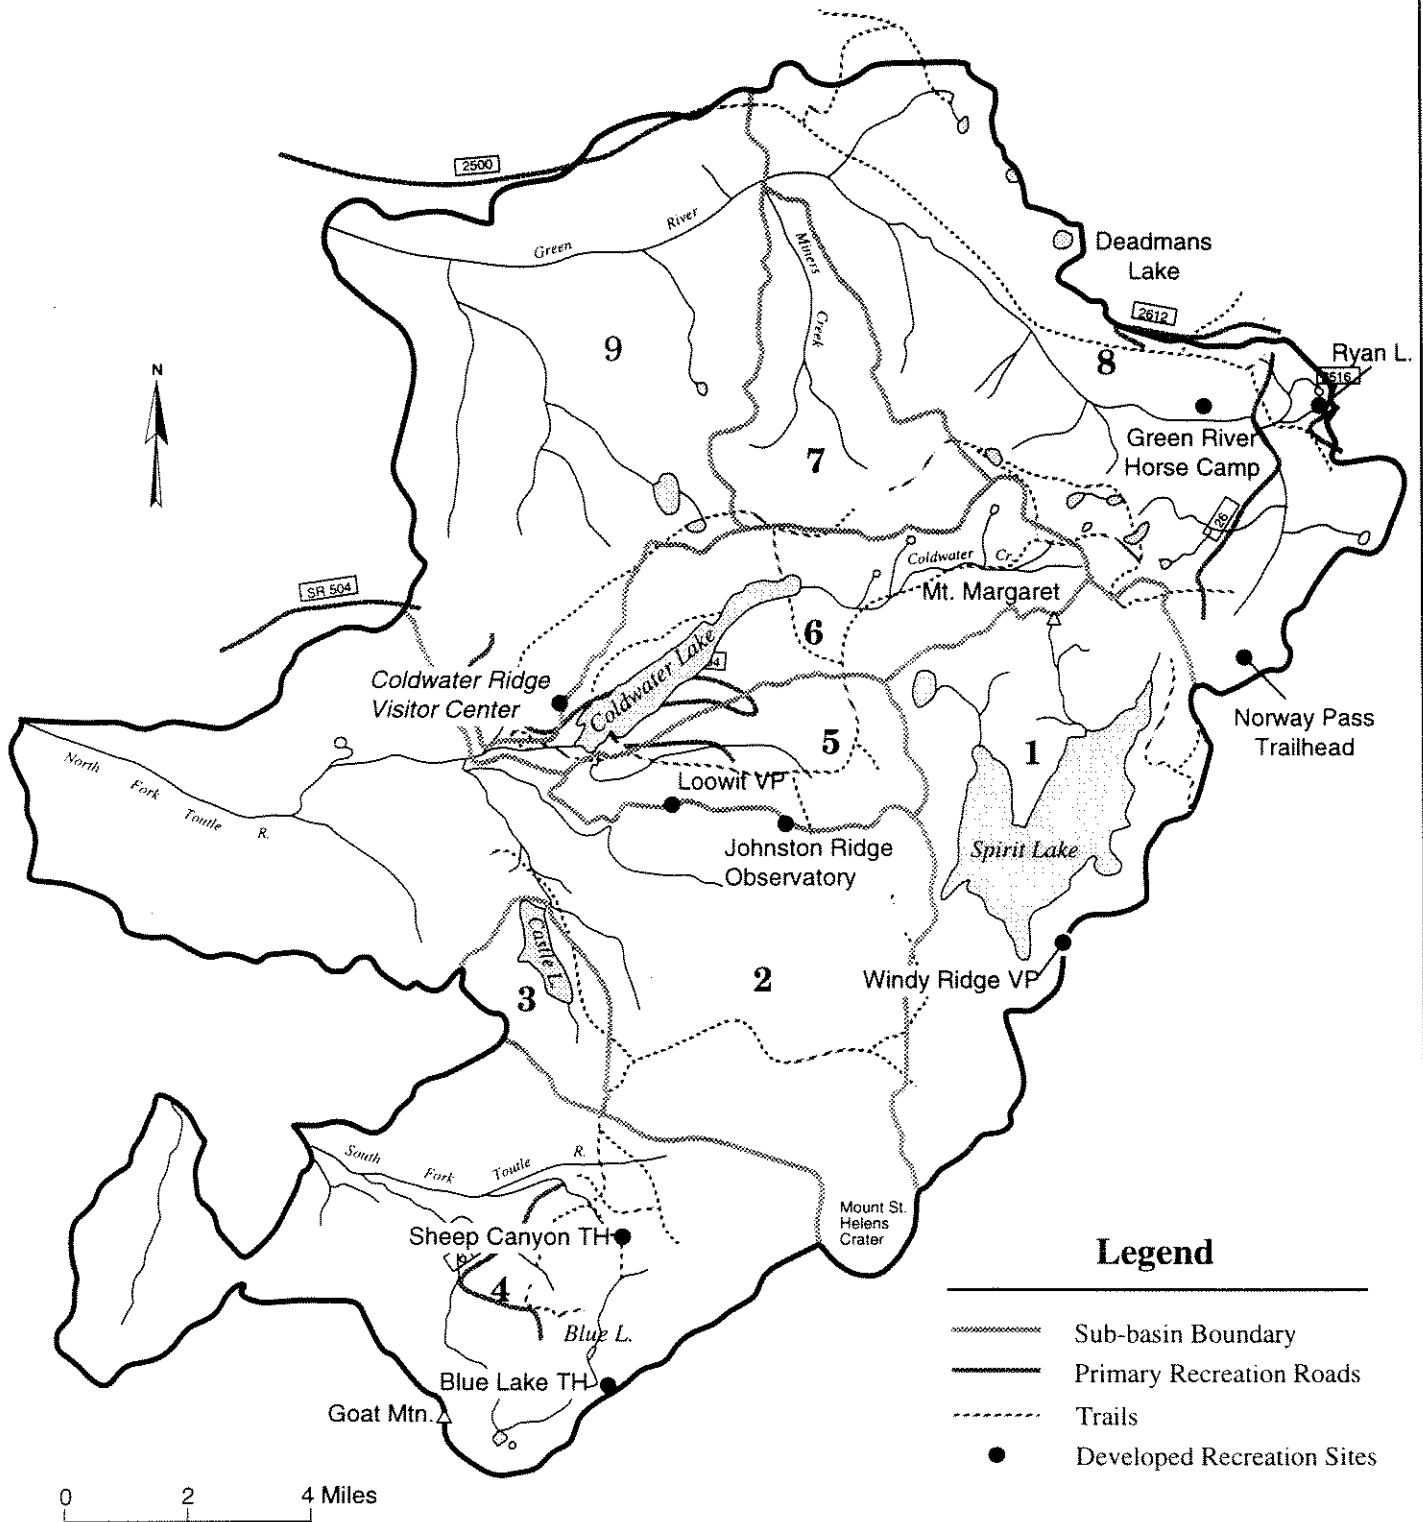 2500
Green
River
Miners
Creek
Deadmans
Lake
2612
Ryan L.
9
8
7
N
Green River
Horse Camp
26
SR 504
Coldwater Cr.
Mt. Margaret
6
Coldwater Lake
Coldwater Ridge
Visitor Center
Norway Pass
Trailhead
5
1
North Fork Toutle R.
Loowit VP
Johnston Ridge
Observatory
Spirit Lake
Castle L.
3
2
Windy Ridge VP
South Fork Toutle R.
Mount St.
Helens
Crater
Sheep Canyon TH
4
Blue L.
Blue Lake TH
Goat Mtn.
Legend
Sub-basin Boundary
Primary Recreation Roads
Trails
Developed Recreation Sites
0 2 4 Miles